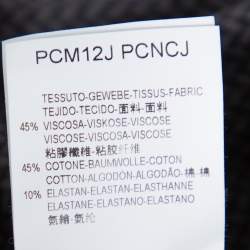 PCM12J PCNCJ
TESSUTO-GEWEBE-TISSUS-FABRIC
TEJIDO-TECIDO-面料-面料
45% VISCOSA-VISKOSE-VISCOSE
VISCOSA-VISCOSE-VISCOSE
粘膠纖維-粘胶纤维
45% COTONE-BAUMWOLLE-COTON
COTTON-ALGODÓN-ALGODÃO-棉-棉
10% ELASTAN-ELASTAN-ELASTHANNE
ELASTANE-ELASTANO-ELASTANO
氨綸-氨纶